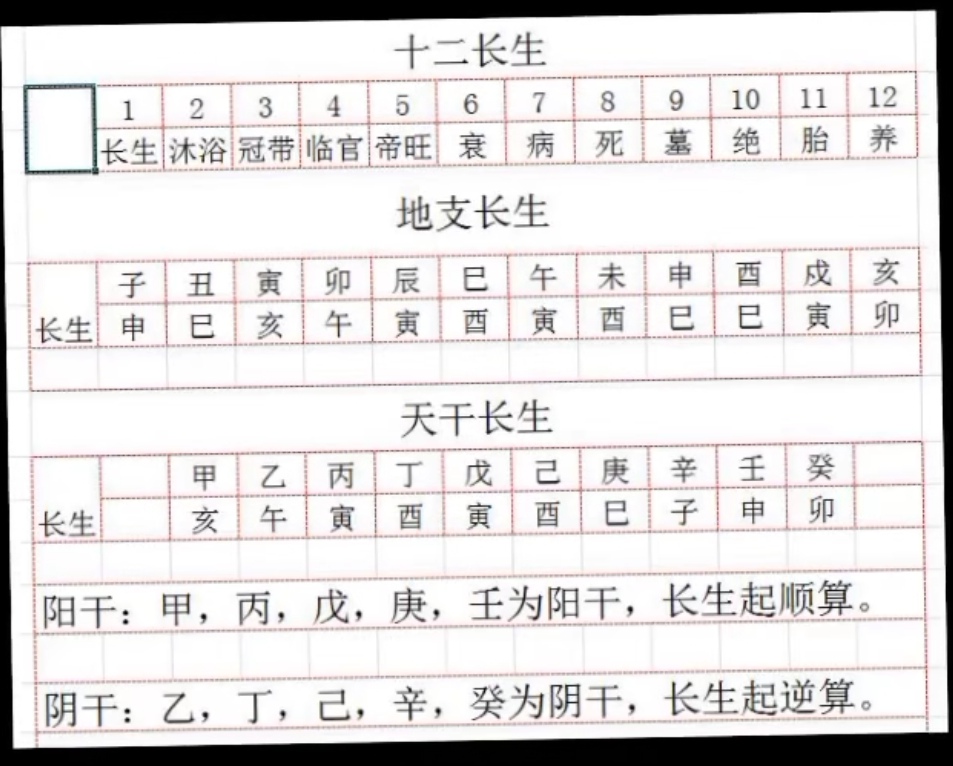 十二长生
1 2 3 4 5 6 7 8 9 10 11 12
长生 沐浴 冠带 临官 帝旺 衰 病 死 墓 绝 胎 养
地支长生
子 丑 寅 卯 辰 巳 午 未 申 酉 戍 亥
长生 申 巳 亥 午 寅 酉 寅 酉 巳 巳 寅 卯
天干长生
甲 乙 丙 丁 戊 己 庚 辛 壬 癸
长生 亥 午 寅 酉 寅 酉 巳 子 申 卯
阳干：甲，丙，戊，庚，壬为阳干，长生起顺算。
阴干：乙，丁，己，辛，癸为阴干，长生起逆算。